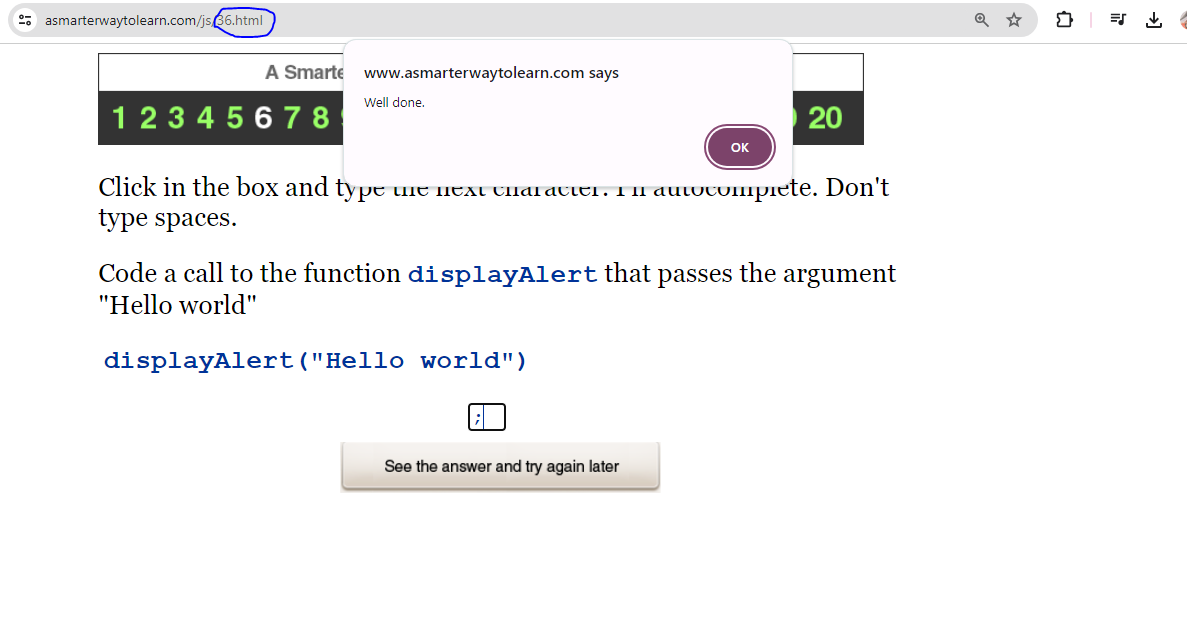 asmarterwaytolearn.com/js/36.html
A Smarte
www.asmarterwaytolearn.com says
Well done.
OK
1 2 3 4 5 6 7 8 20
Click in the box and type the next character. I'll autocomplete. Don't
type spaces.
Code a call to the function displayAlert that passes the argument
"Hello world"
displayAlert("Hello world")
;
See the answer and try again later